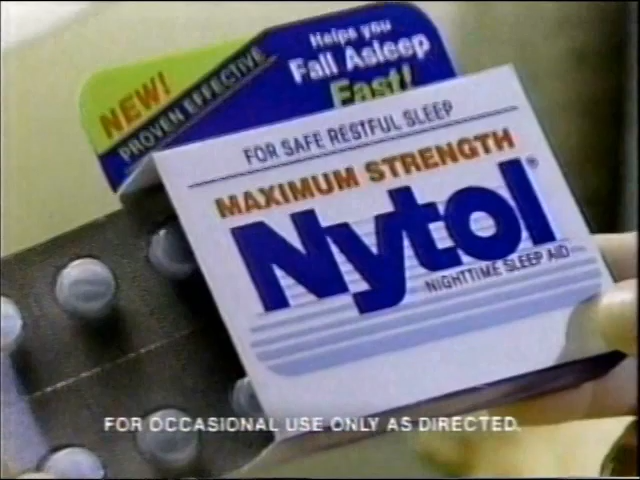 Helps you
Fall Asleep
Fast!
NEW!
PROVEN EFFECTIVE
FOR SAFE RESTFUL SLEEP
MAXIMUM STRENGTH
Nytol®
NIGHTTIME SLEEP AID
FOR OCCASIONAL USE ONLY AS DIRECTED.